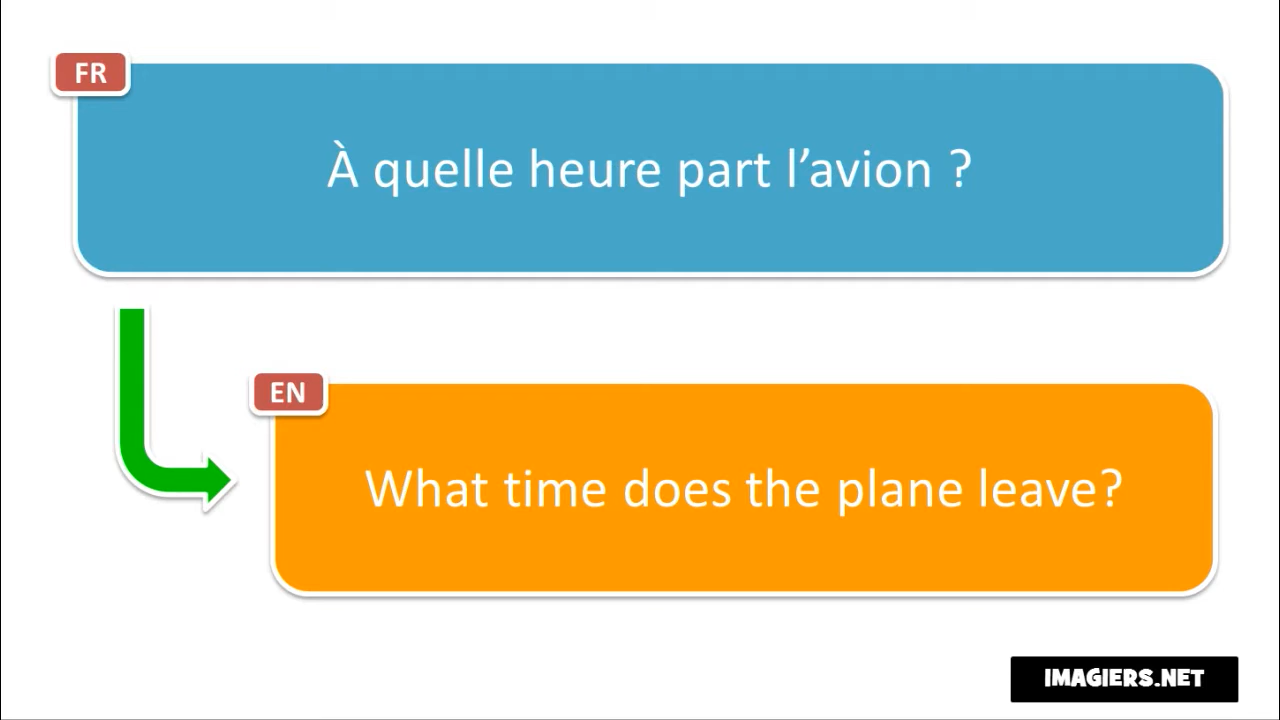 FR
À quelle heure part l’avion ?
EN
What time does the plane leave?
IMAGIERS.NET